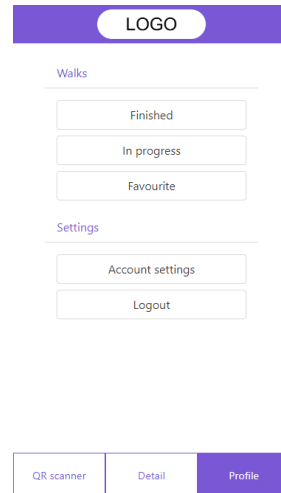 LOGO
Walks
Finished
In progress
Favourite
Settings
Account settings
Logout
QR scanner
Detail
Profile